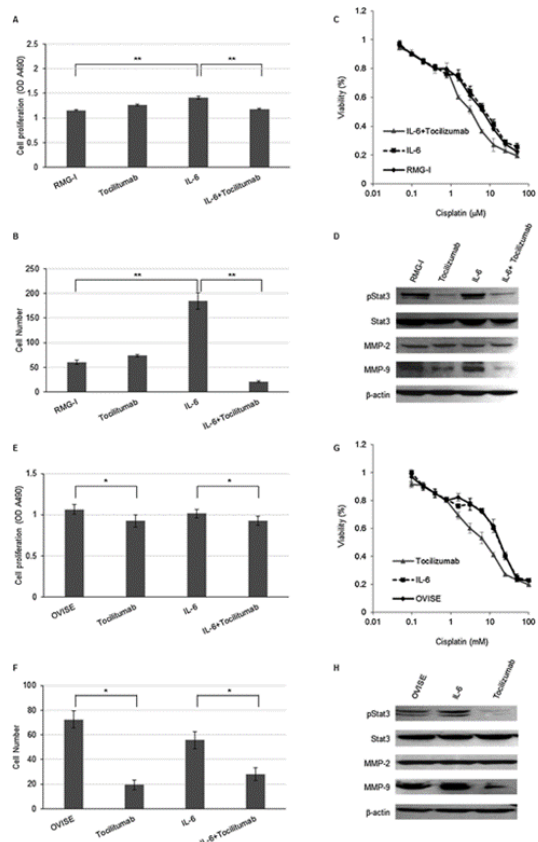 A
Cell proliferation (OD A490)
2.5
2
1.5
1
0.5
0
**
**
RMG-I
Tocilitumab
IL-6
IL-6+Tocilitumab
B
Cell Number
250
200
150
100
50
0
**
**
RMG-I
Tocilitumab
IL-6
IL-6+Tocilitumab
C
Viability (%)
1.2
1
0.8
0.6
0.4
0.2
0
IL-6+Tocilizumab
IL-6
RMG-I
0.01
0.1
1
10
100
Cisplatin (μM)
D
RMG-I
Tocilizumab
IL-6
IL-6+ Tocilizumab
pStat3
Stat3
MMP-2
MMP-9
β-actin
E
Cell proliferation (OD A490)
1.5
1
0.5
0
*
*
OVISE
Tocilitumab
IL-6
IL-6+Tocilitumab
F
Cell Number
100
80
60
40
20
0
*
*
OVISE
Tocilitumab
IL-6
IL-6+Tocilitumab
G
Viability (%)
1.2
1
0.8
0.6
0.4
0.2
0
Tocilizumab
IL-6
OVISE
0.01
0.1
1
10
100
Cisplatin (mM)
H
OVISE
IL-6
Tocilizumab
pStat3
Stat3
MMP-2
MMP-9
β-actin